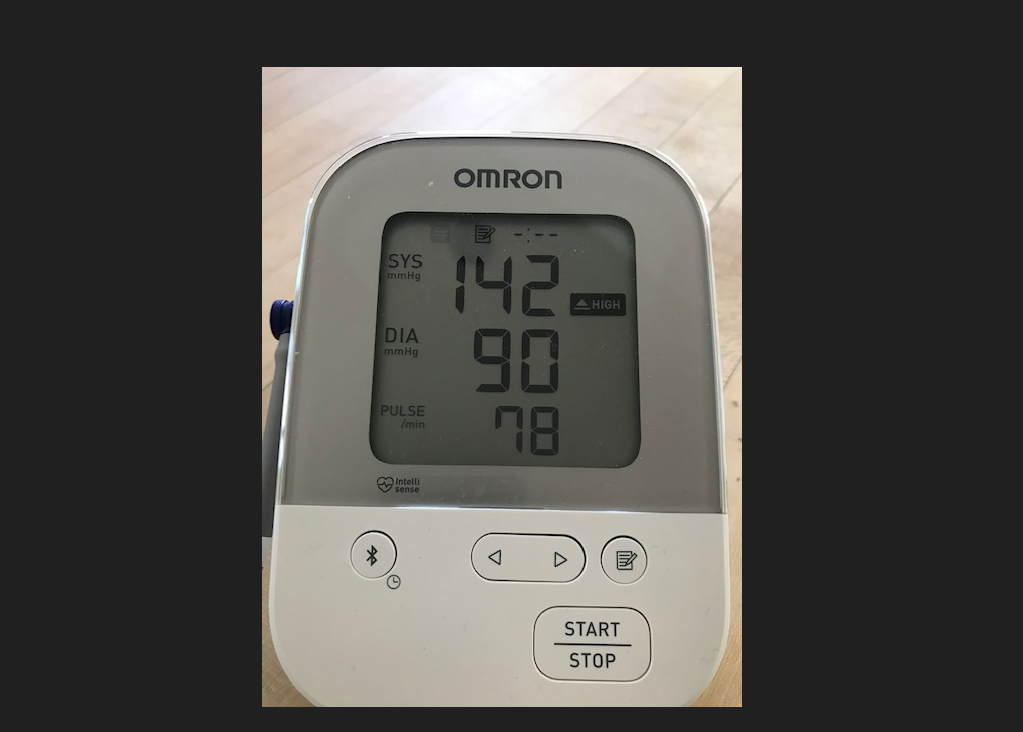 OMRON
-:--
SYS
mmHg
142
HIGH
DIA
mmHg
90
PULSE
/min
78
intelli
sense
START
STOP